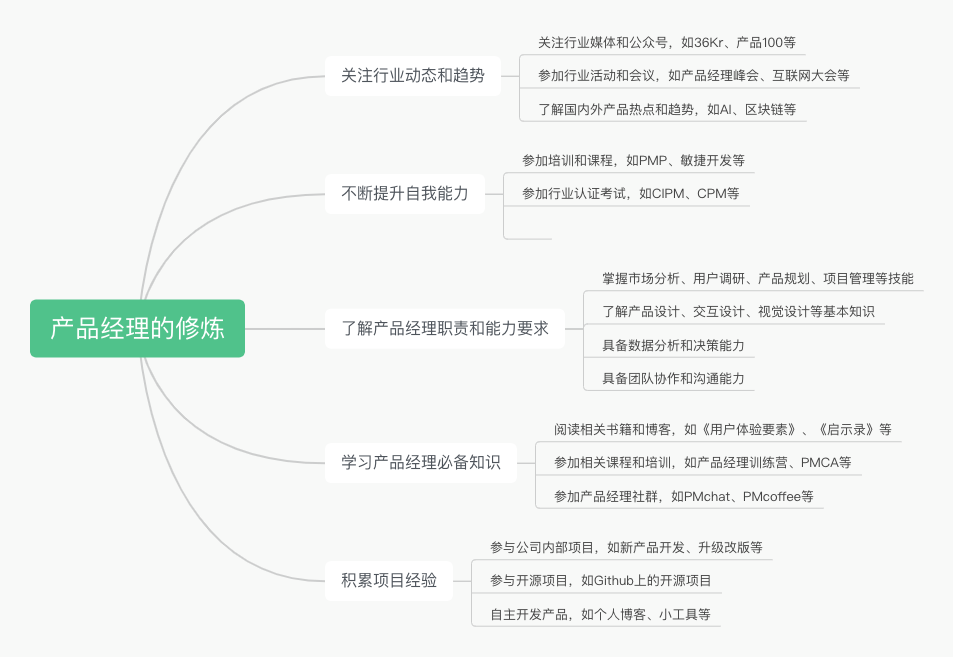 产品经理的修炼
关注行业动态和趋势
关注行业媒体和公众号，如36Kr、产品100等
参加行业活动和会议，如产品经理峰会、互联网大会等
了解国内外产品热点和趋势，如AI、区块链等
不断提升自我能力
参加培训和课程，如PMP、敏捷开发等
参加行业认证考试，如CIPM、CPM等
了解产品经理职责和能力要求
掌握市场分析、用户调研、产品规划、项目管理等技能
了解产品设计、交互设计、视觉设计等基本知识
具备数据分析和决策能力
具备团队协作和沟通能力
学习产品经理必备知识
阅读相关书籍和博客，如《用户体验要素》、《启示录》等
参加相关课程和培训，如产品经理训练营、PMCA等
参加产品经理社群，如PMchat、PMcoffee等
积累项目经验
参与公司内部项目，如新产品开发、升级改版等
参与开源项目，如Github上的开源项目
自主开发产品，如个人博客、小工具等